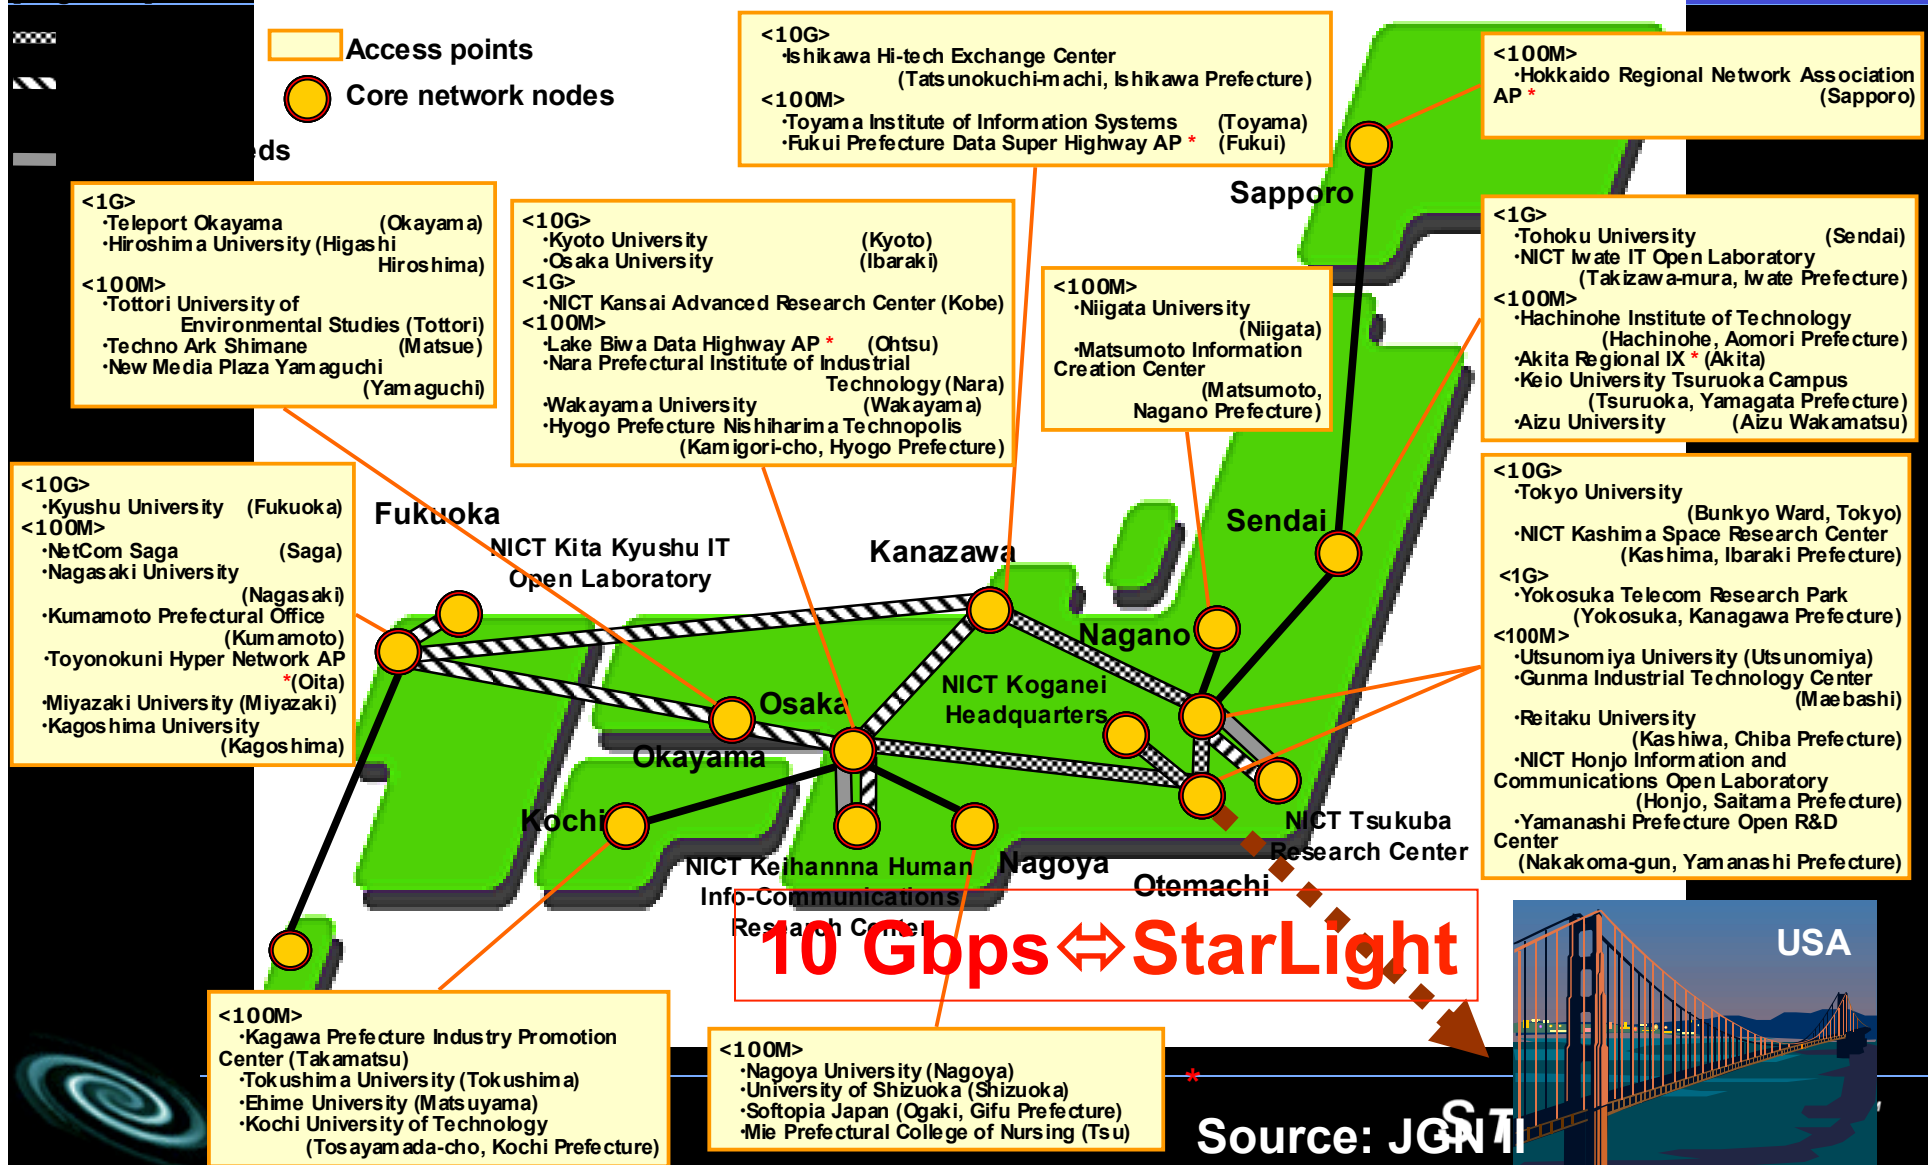 Access points
Core network nodes
eds
<10G>
・Ishikawa Hi-tech Exchange Center
(Tatsunokuchi-machi, Ishikawa Prefecture)
<100M>
・Toyama Institute of Information Systems (Toyama)
・Fukui Prefecture Data Super Highway AP * (Fukui)
<100M>
・Hokkaido Regional Network Association
AP * (Sapporo)
Sapporo
<1G>
・Teleport Okayama (Okayama)
・Hiroshima University (Higashi
Hiroshima)
<100M>
・Tottori University of
Environmental Studies (Tottori)
・Techno Ark Shimane (Matsue)
・New Media Plaza Yamaguchi
(Yamaguchi)
<10G>
・Kyoto University (Kyoto)
・Osaka University (Ibaraki)
<1G>
・NICT Kansai Advanced Research Center (Kobe)
<100M>
・Lake Biwa Data Highway AP * (Ohtsu)
・Nara Prefectural Institute of Industrial
Technology (Nara)
・Wakayama University (Wakayama)
・Hyogo Prefecture Nishiharima Technopolis
(Kamigori-cho, Hyogo Prefecture)
<100M>
・Niigata University
(Niigata)
・Matsumoto Information
Creation Center
(Matsumoto,
Nagano Prefecture)
<1G>
・Tohoku University (Sendai)
・NICT Iwate IT Open Laboratory
(Takizawa-mura, Iwate Prefecture)
<100M>
・Hachinohe Institute of Technology
(Hachinohe, Aomori Prefecture)
・Akita Regional IX * (Akita)
・Keio University Tsuruoka Campus
(Tsuruoka, Yamagata Prefecture)
・Aizu University (Aizu Wakamatsu)
<10G>
・Kyushu University (Fukuoka)
<100M>
・NetCom Saga (Saga)
・Nagasaki University
(Nagasaki)
・Kumamoto Prefectural Office
(Kumamoto)
・Toyonokuni Hyper Network AP
*(Oita)
・Miyazaki University (Miyazaki)
・Kagoshima University
(Kagoshima)
Fukuoka
NICT Kita Kyushu IT
Open Laboratory
Kanazawa
Sendai
Nagano
NICT Koganei
Headquarters
Osaka
Okayama
Kochi
<10G>
・Tokyo University
(Bunkyo Ward, Tokyo)
・NICT Kashima Space Research Center
(Kashima, Ibaraki Prefecture)
<1G>
・Yokosuka Telecom Research Park
(Yokosuka, Kanagawa Prefecture)
<100M>
・Utsunomiya University (Utsunomiya)
・Gunma Industrial Technology Center
(Maebashi)
・Reitaku University
(Kashiwa, Chiba Prefecture)
・NICT Honjo Information and
Communications Open Laboratory
(Honjo, Saitama Prefecture)
・Yamanashi Prefecture Open R&D
Center
(Nakakoma-gun, Yamanashi Prefecture)
NICT Tsukuba
Research Center
NICT Keihannna Human
Info-Communications
Research Center
Nagoya
Otemachi
10 Gbps⇔StarLight
USA
<100M>
・Kagawa Prefecture Industry Promotion
Center (Takamatsu)
・Tokushima University (Tokushima)
・Ehime University (Matsuyama)
・Kochi University of Technology
(Tosayamada-cho, Kochi Prefecture)
<100M>
・Nagoya University (Nagoya)
・University of Shizuoka (Shizuoka)
・Softopia Japan (Ogaki, Gifu Prefecture)
・Mie Prefectural College of Nursing (Tsu)
*
Source: JGN II